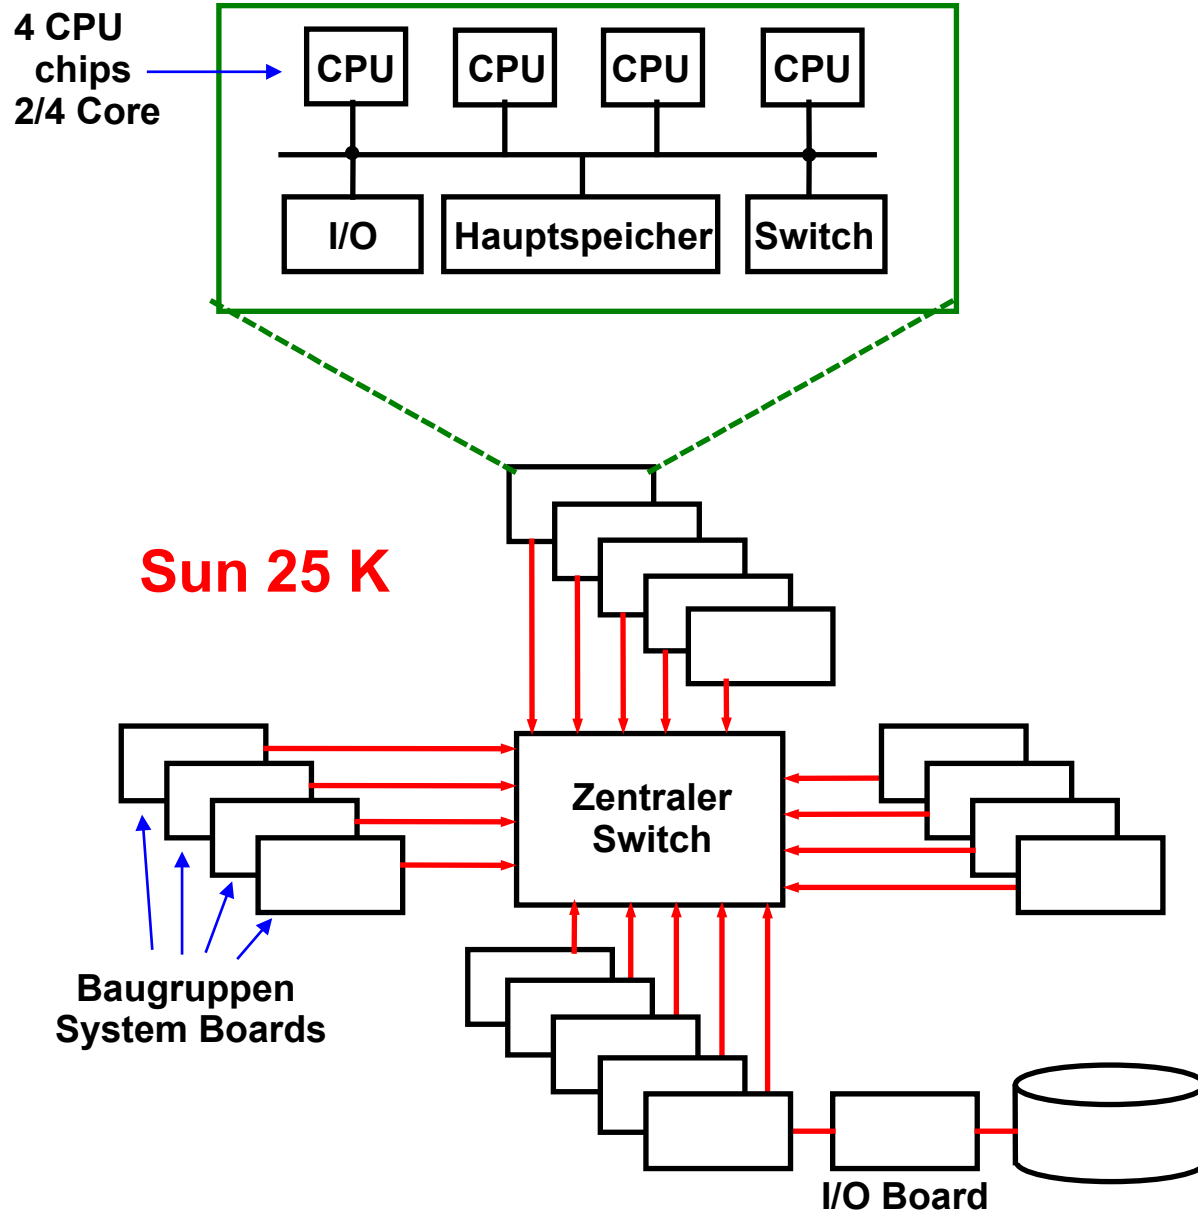 4 CPU
chips
2/4 Core
CPU CPU CPU CPU
I/O Hauptspeicher Switch
Sun 25 K
Zentraler
Switch
Baugruppen
System Boards
I/O Board